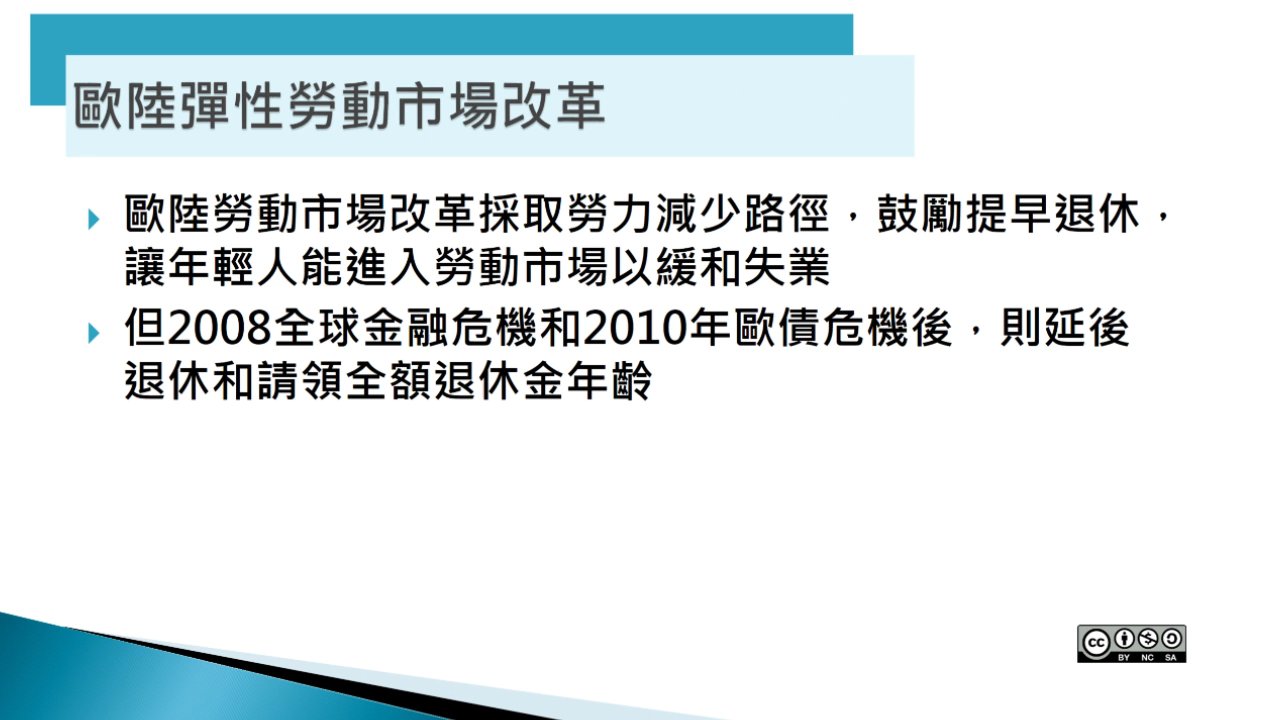 歐陸彈性勞動市場改革
歐陸勞動市場改革採取勞力減少路徑，鼓勵提早退休，
讓年輕人能進入勞動市場以緩和失業
但2008全球金融危機和2010年歐債危機後，則延後
退休和請領全額退休金年齡
cc BY NC SA